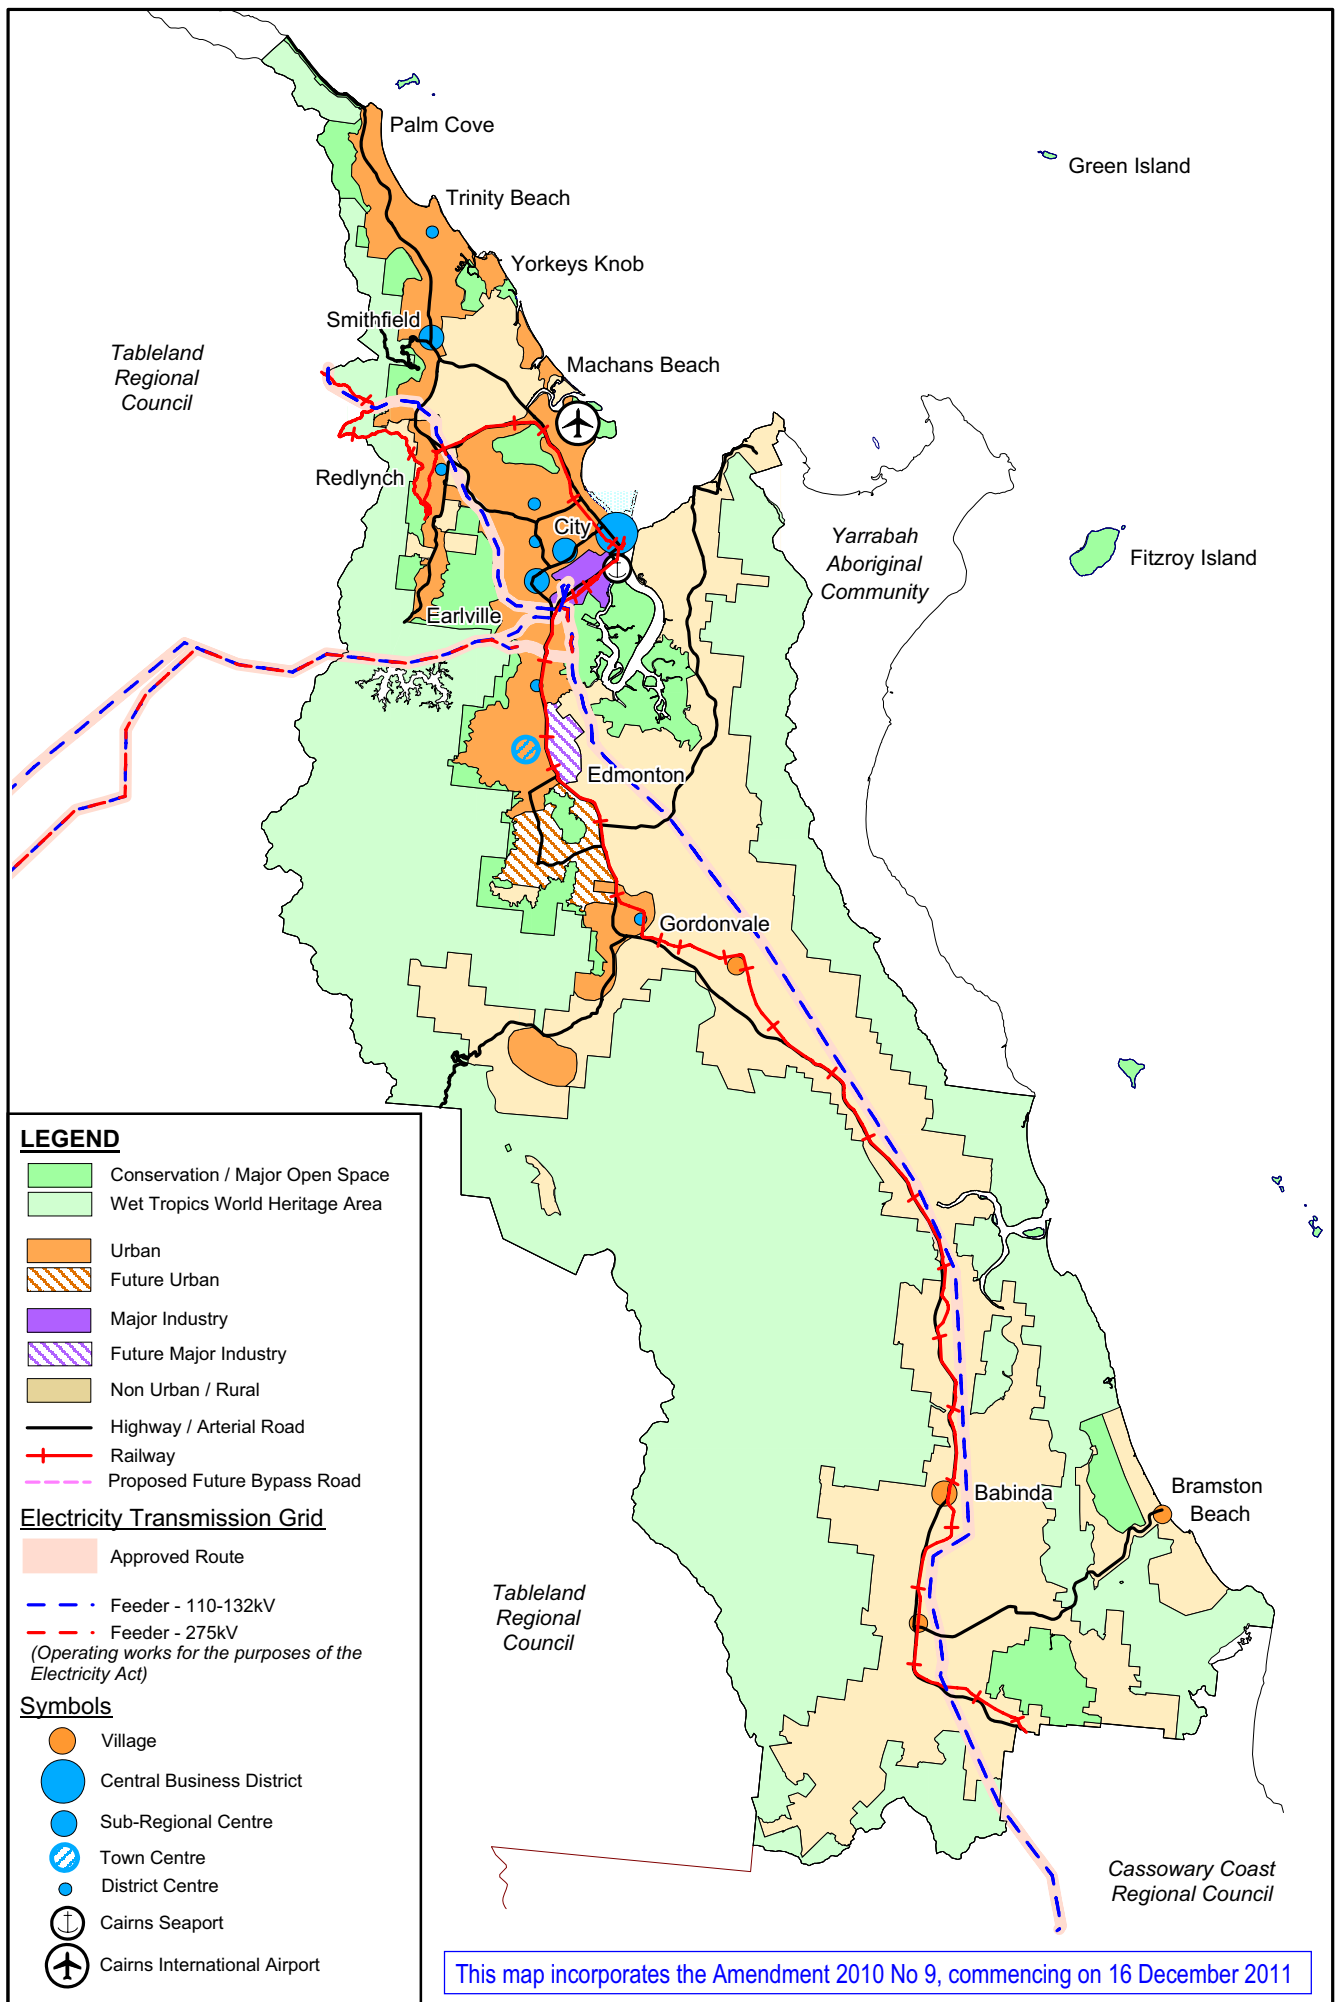 Palm Cove
Green Island
Trinity Beach
Yorkeys Knob
Smithfield
Tableland
Regional
Council
Machans Beach
Redlynch
City
Yarrabah
Aboriginal
Community
Fitzroy Island
Earlville
Edmonton
Gordonvale
LEGEND
Conservation / Major Open Space
Wet Tropics World Heritage Area
Urban
Future Urban
Major Industry
Future Major Industry
Non Urban / Rural
Highway / Arterial Road
Railway
Proposed Future Bypass Road
Electricity Transmission Grid
Approved Route
Feeder - 110-132kV
Feeder - 275kV
(Operating works for the purposes of the
Electricity Act)
Symbols
Village
Central Business District
Sub-Regional Centre
Town Centre
District Centre
Cairns Seaport
Cairns International Airport
Babinda
Bramston
Beach
Tableland
Regional
Council
Cassowary Coast
Regional Council
This map incorporates the Amendment 2010 No 9, commencing on 16 December 2011